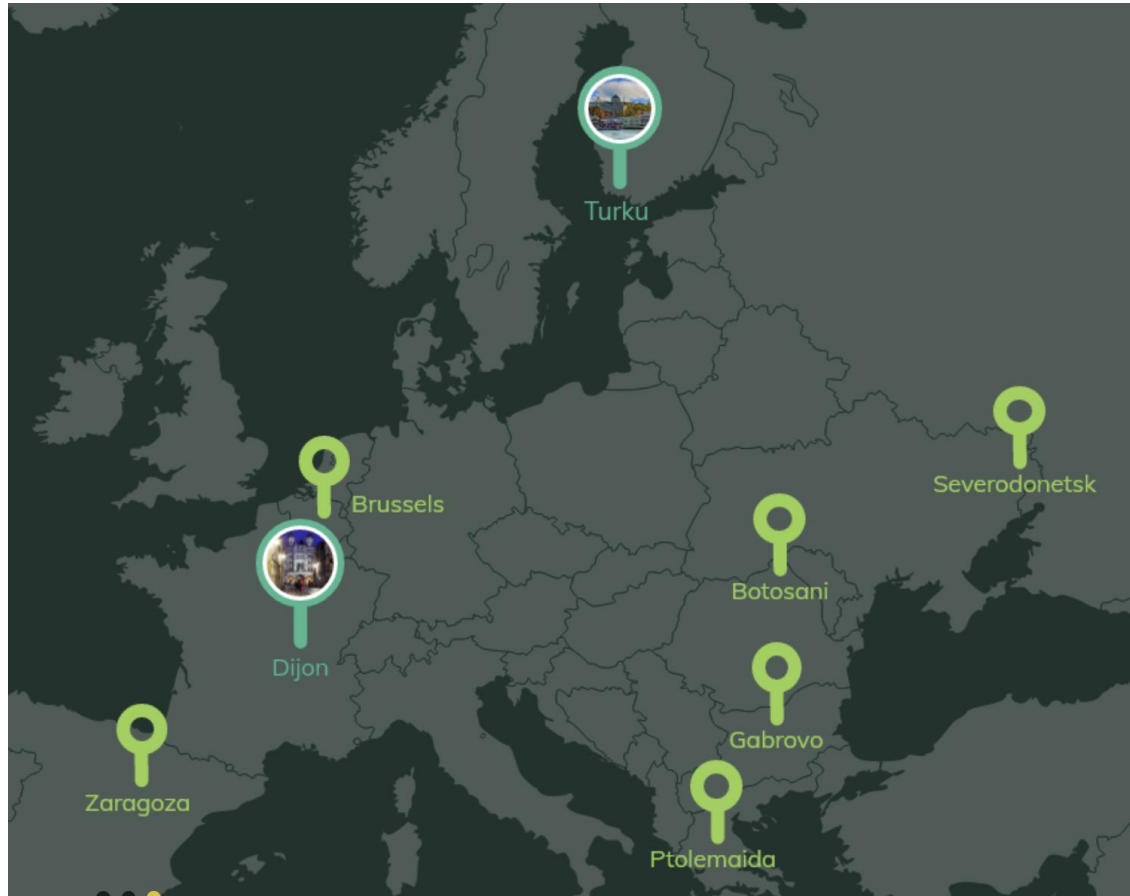 Turku
Severodonetsk
Brussels
Botosani
Dijon
Gabrovo
Zaragoza
Ptolemaida